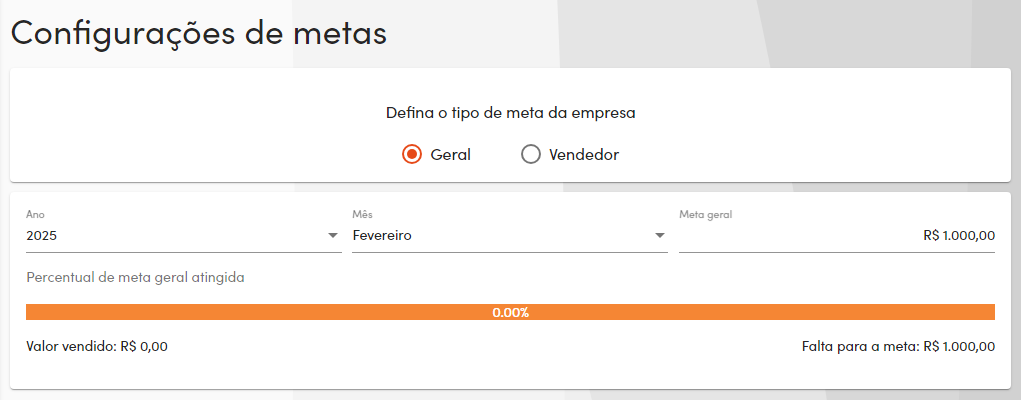 Configurações de metas
Defina o tipo de meta da empresa
Geral Vendedor
Ano Mês Meta geral
2025 Fevereiro R$ 1.000,00
Percentual de meta geral atingida
0.00%
Valor vendido: R$ 0,00 Falta para a meta: R$ 1.000,00